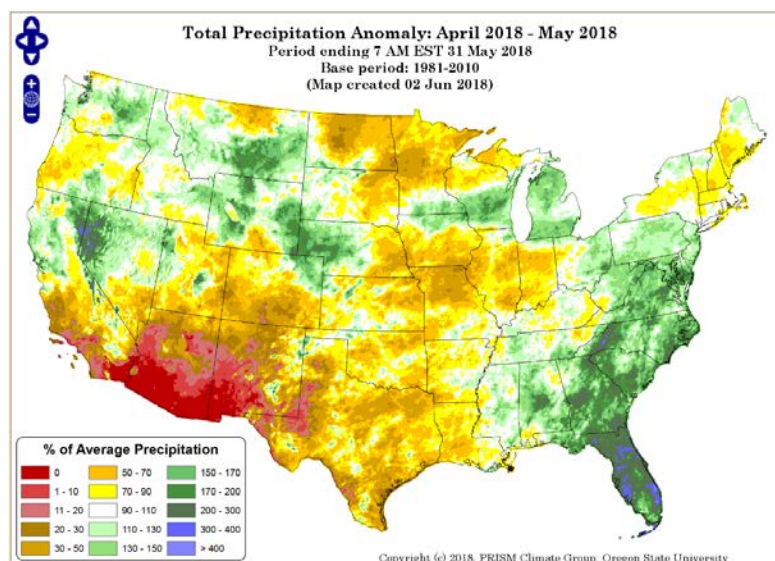 Total Precipitation Anomaly: April 2018 - May 2018
Period ending 7 AM EST 31 May 2018
Base period: 1981-2010
(Map created 02 Jun 2018)
% of Average Precipitation
0
1 - 10
11 - 20
20 - 30
30 - 50
50 - 70
70 - 90
90 - 110
110 - 130
130 - 150
150 - 170
170 - 200
200 - 300
300 - 400
> 400
Copyright (c) 2018, PRISM Climate Group, Oregon State University